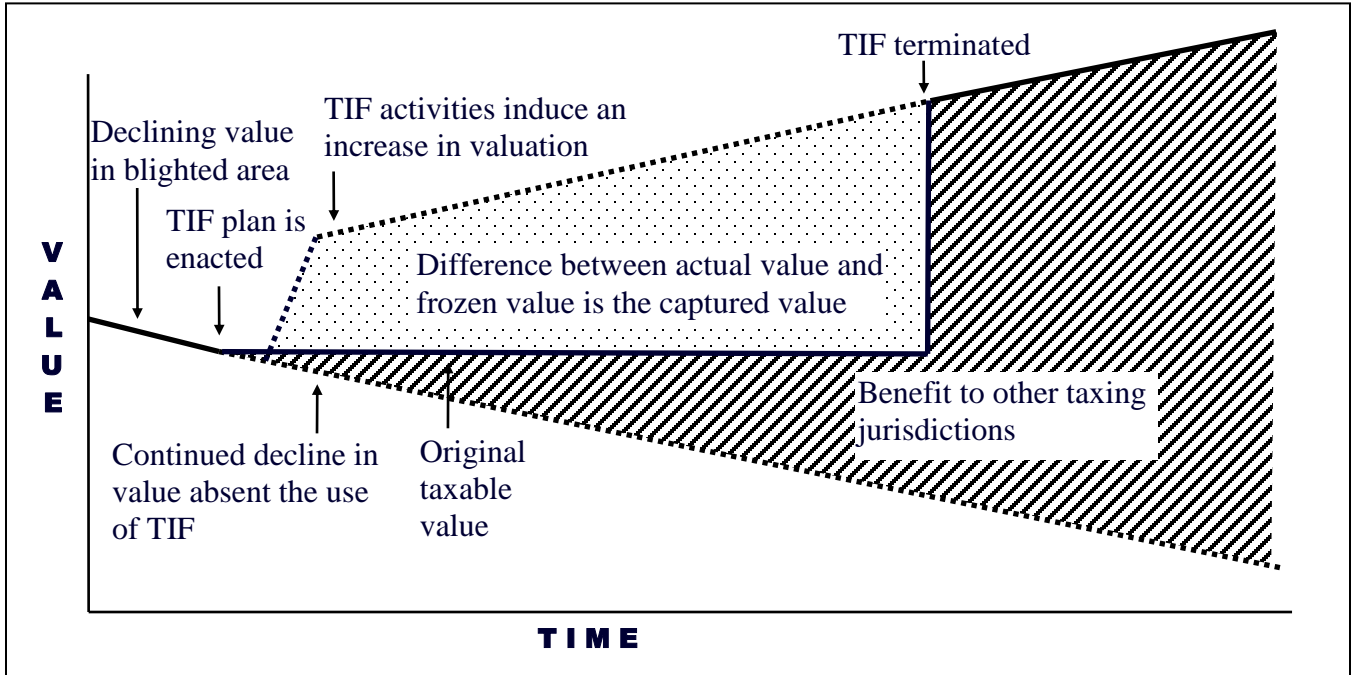 TIF terminated
TIF activities induce an
increase in valuation
Declining value
in blighted area
TIF plan is
enacted
VALUE
Difference between actual value and
frozen value is the captured value
Benefit to other taxing
jurisdictions
Continued decline in
value absent the use
of TIF
Original
taxable
value
TIME